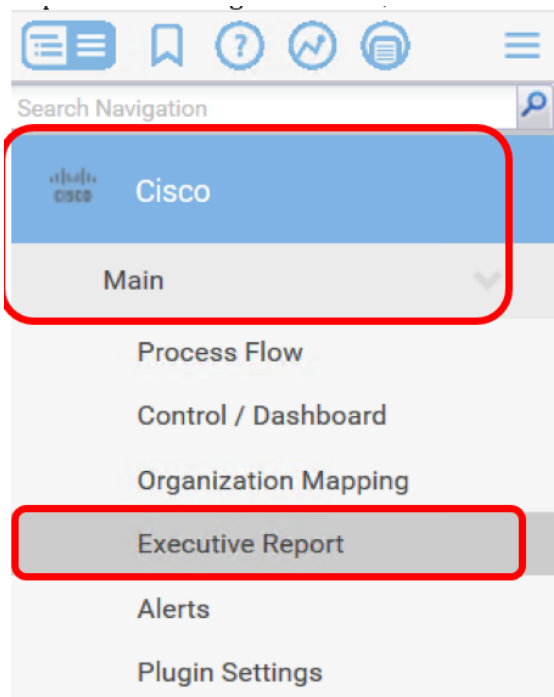 ?
Search Navigation
CISCO
Cisco
Main
Process Flow
Control / Dashboard
Organization Mapping
Executive Report
Alerts
Plugin Settings